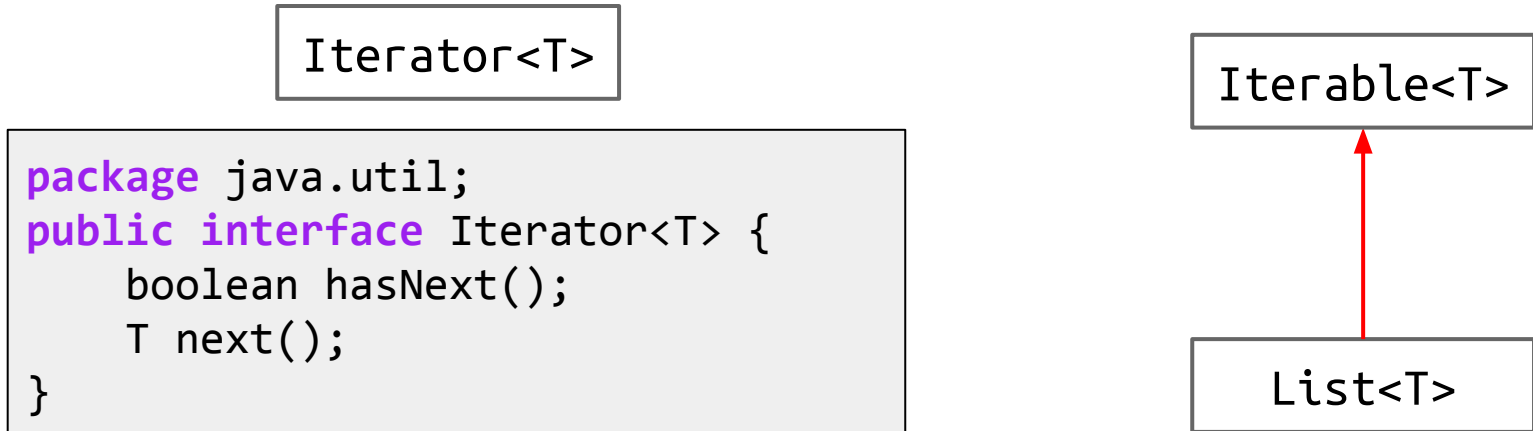 Iterator<T>
package java.util;
public interface Iterator<T> {
    boolean hasNext();
    T next();
}
Iterable<T>
List<T>